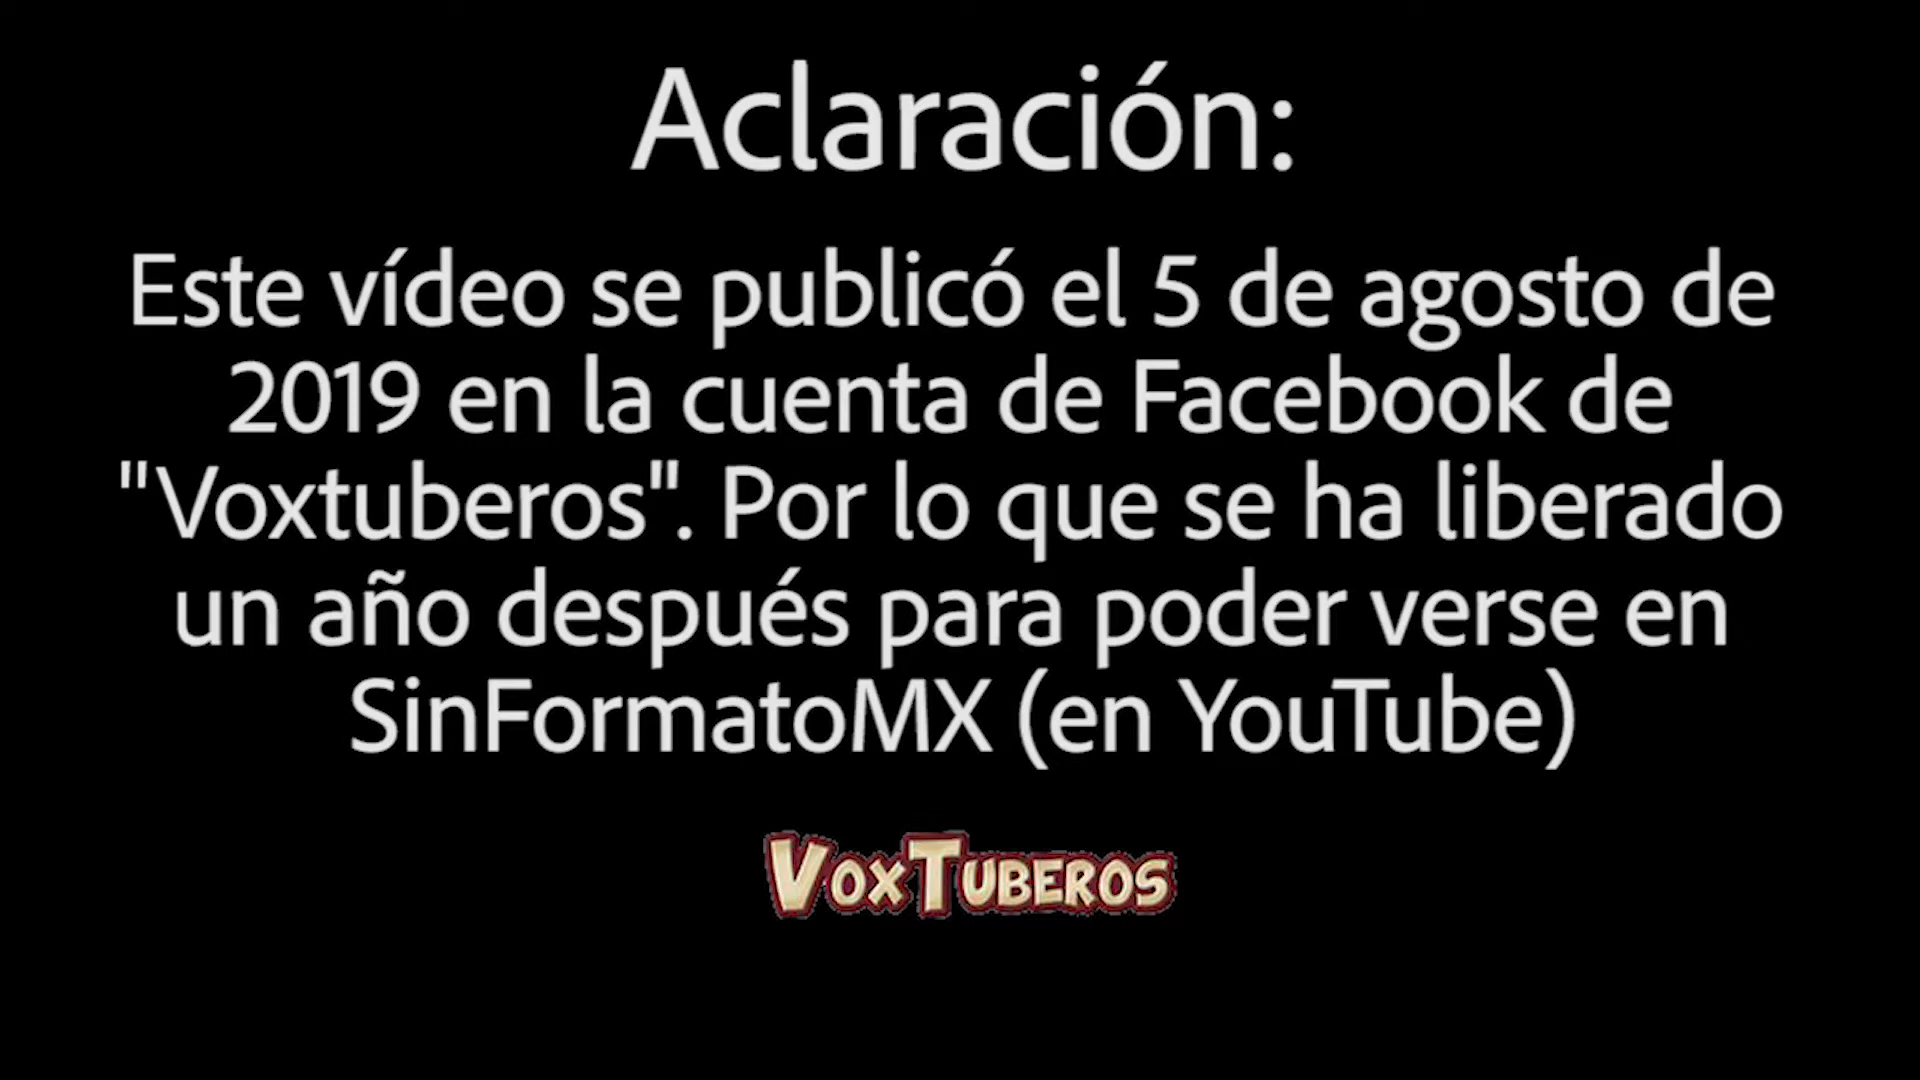 Aclaración:
Este vídeo se publicó el 5 de agosto de
2019 en la cuenta de Facebook de
"Voxtuberos". Por lo que se ha liberado
un año después para poder verse en
SinFormatoMX (en YouTube)
VOXTUBEROS